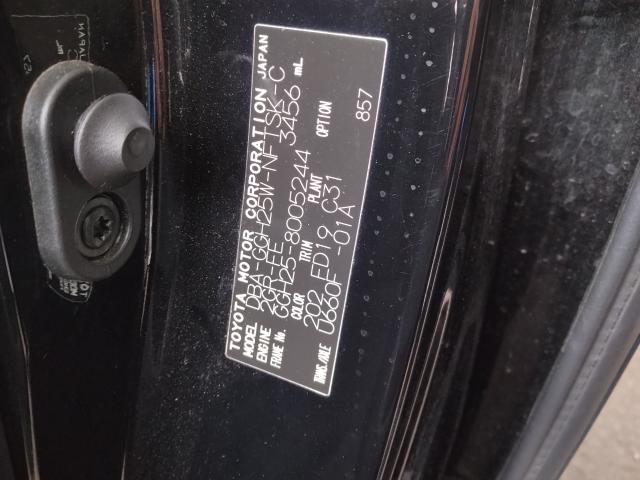 TOYOTA MOTOR CORPORATION JAPAN
MODEL DBA-GGH25W-NFTSK-C
ENGINE 2GR-FE 3456 mL
FRAME No. GGH25-8005244
COLOR TRIM PLANT OPTION
202 FD19 C31 857
TRANS./AXLE U660F -01A